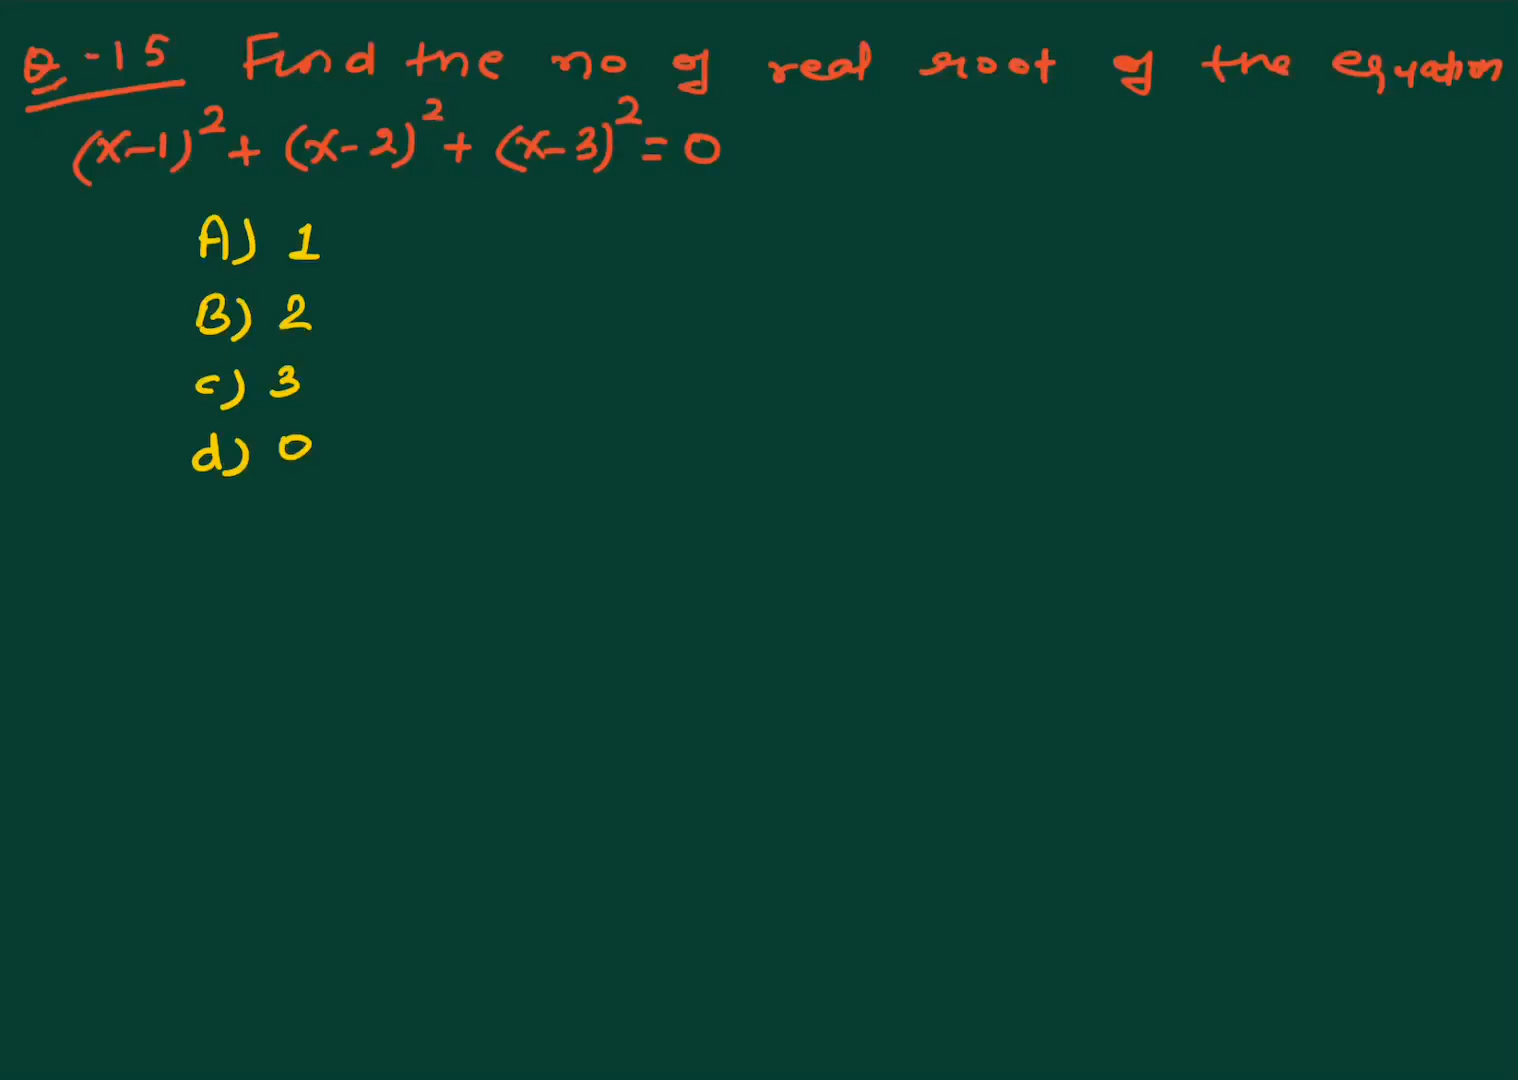 Q-15 Find the no of real root of the equation
(x-1)² + (x-2)² + (x-3)² = 0
A) 1
B) 2
c) 3
d) 0